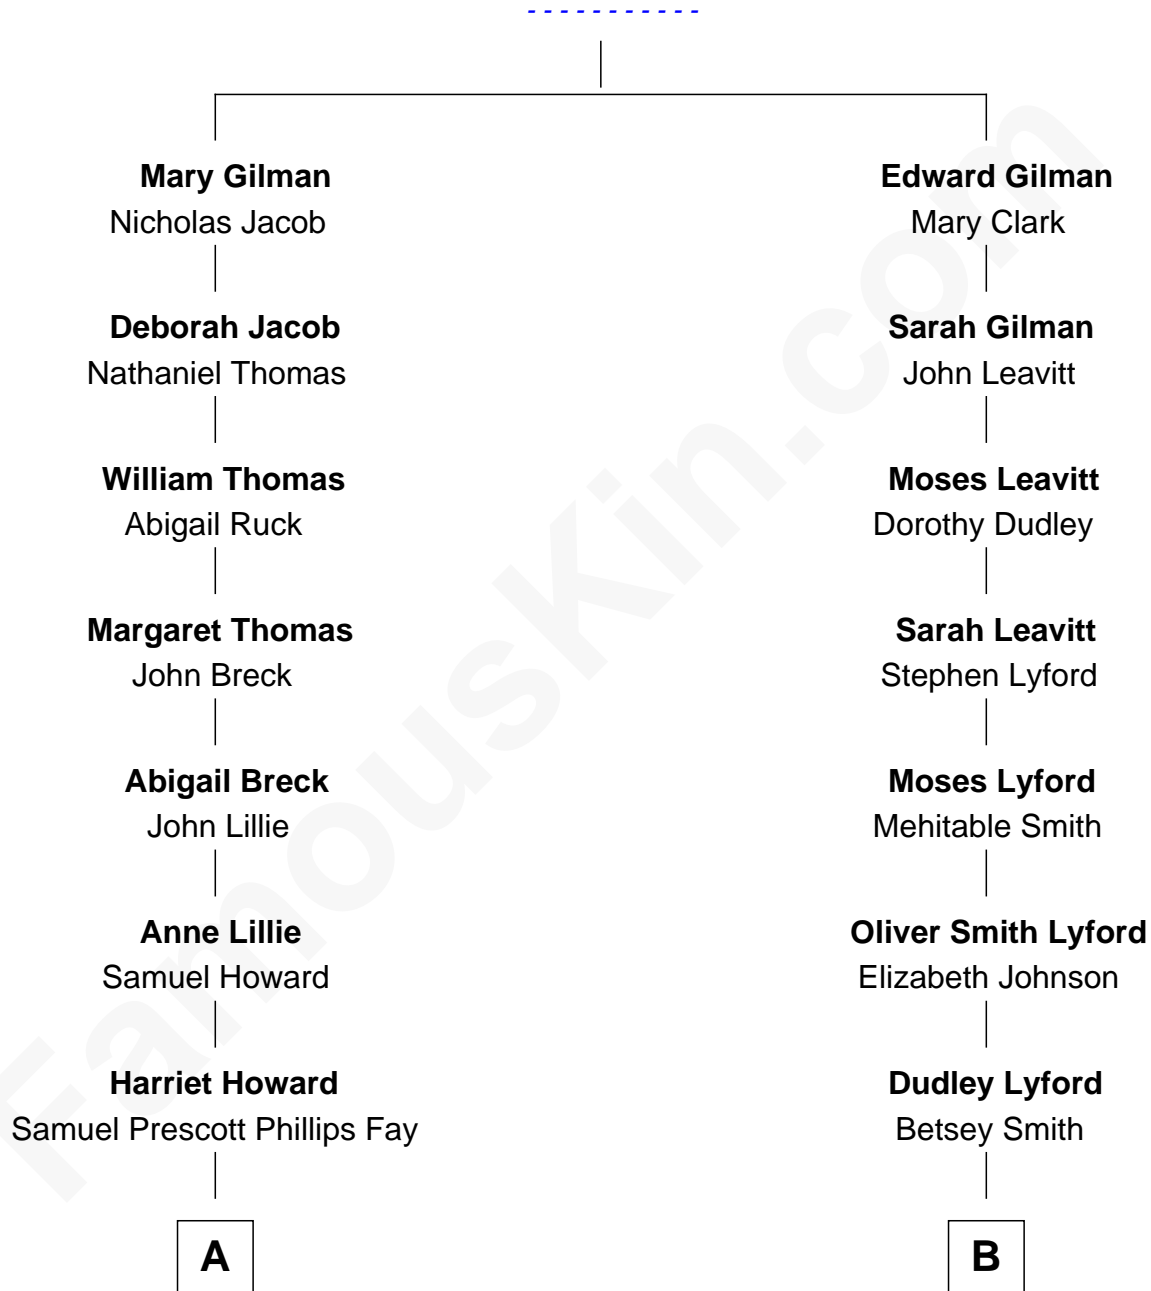 - - - - - - - - - - -
Mary Gilman
Nicholas Jacob
Deborah Jacob
Nathaniel Thomas
William Thomas
Abigail Ruck
Margaret Thomas
John Breck
Abigail Breck
John Lillie
Anne Lillie
Samuel Howard
Harriet Howard
Samuel Prescott Phillips Fay
A
Edward Gilman
Mary Clark
Sarah Gilman
John Leavitt
Moses Leavitt
Dorothy Dudley
Sarah Leavitt
Stephen Lyford
Moses Lyford
Mehitable Smith
Oliver Smith Lyford
Elizabeth Johnson
Dudley Lyford
Betsey Smith
B
FamousKin.com